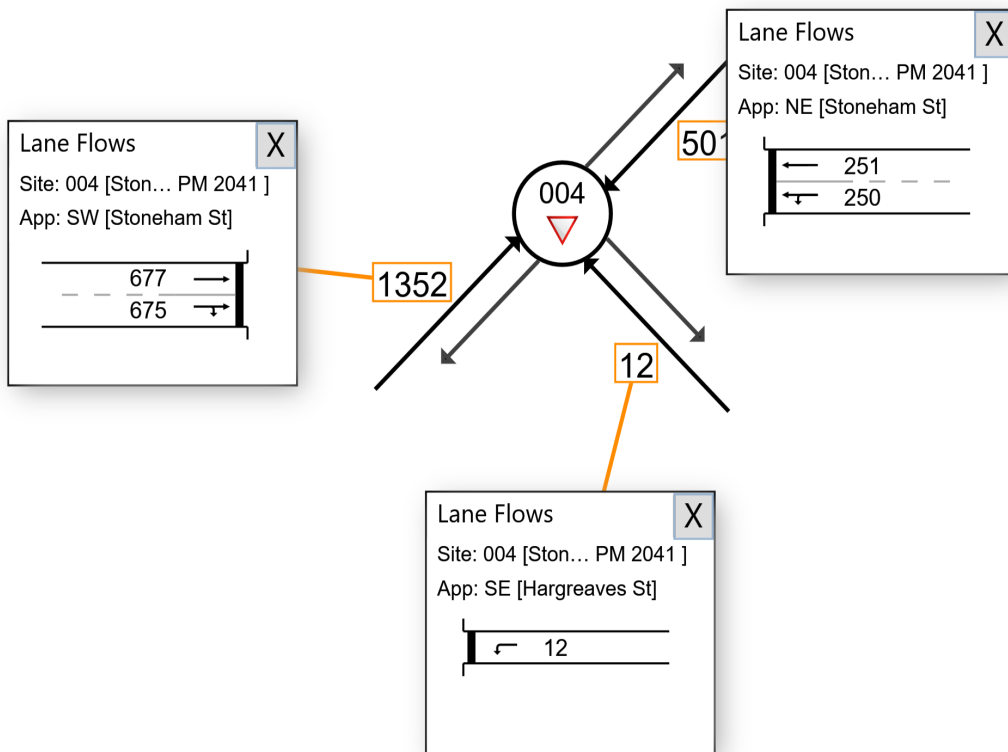 Lane Flows X
Site: 004 [Ston… PM 2041 ]
App: NE [Stoneham St]
251
250
Lane Flows X
Site: 004 [Ston… PM 2041 ]
App: SW [Stoneham St]
677
675
501
004
1352
12
Lane Flows X
Site: 004 [Ston… PM 2041 ]
App: SE [Hargreaves St]
12